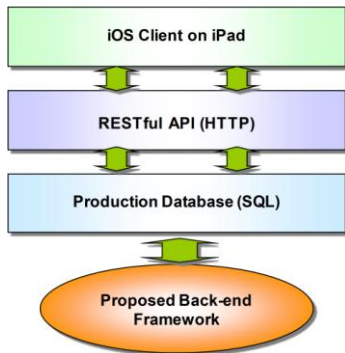 iOS Client on iPad
RESTful API (HTTP)
Production Database (SQL)
Proposed Back-end
Framework